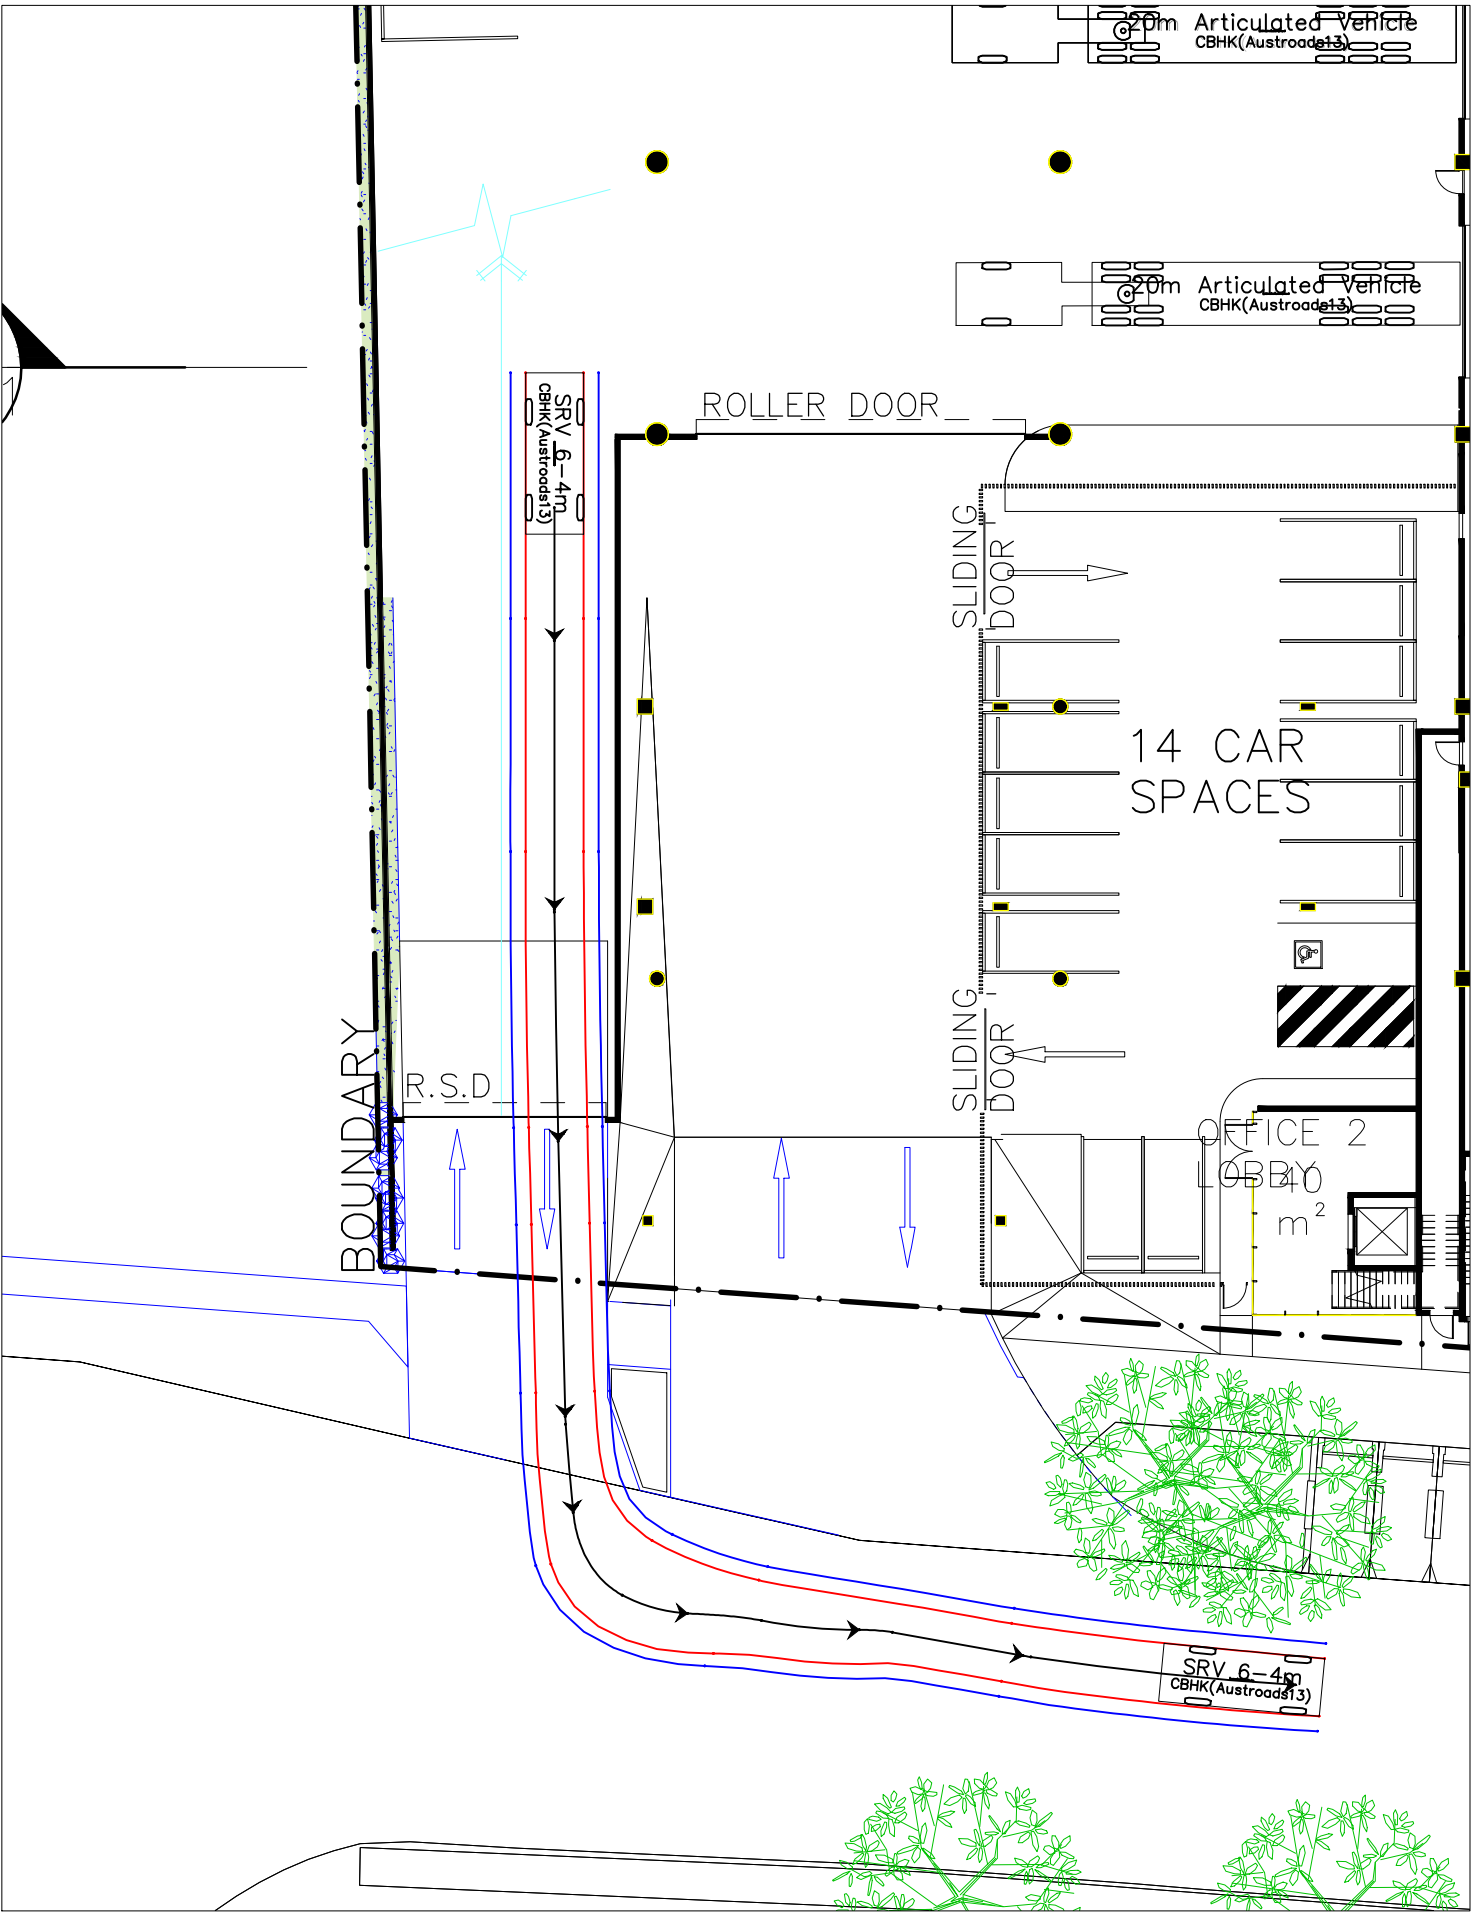 20m Articulated Vehicle
CBHK(Austroads13)
20m Articulated Vehicle
CBHK(Austroads13)
SRV 6-4m
CBHK(Austroads13)
ROLLER DOOR
SLIDING
DOOR
14 CAR
SPACES
SLIDING
DOOR
BOUNDARY
R.S.D
OFFICE 2
LOBBY
40
m²
SRV 6-4m
CBHK(Austroads13)